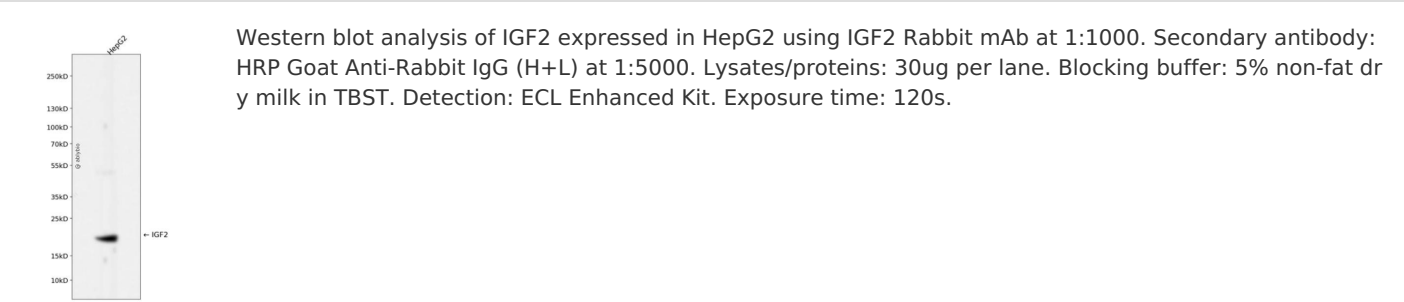 HepG2
Western blot analysis of IGF2 expressed in HepG2 using IGF2 Rabbit mAb at 1:1000. Secondary antibody:
HRP Goat Anti-Rabbit IgG (H+L) at 1:5000. Lysates/proteins: 30ug per lane. Blocking buffer: 5% non-fat dr
y milk in TBST. Detection: ECL Enhanced Kit. Exposure time: 120s.
250kD
130kD
100kD
70kD
55kD
35kD
25kD
← IGF2
15kD
10kD